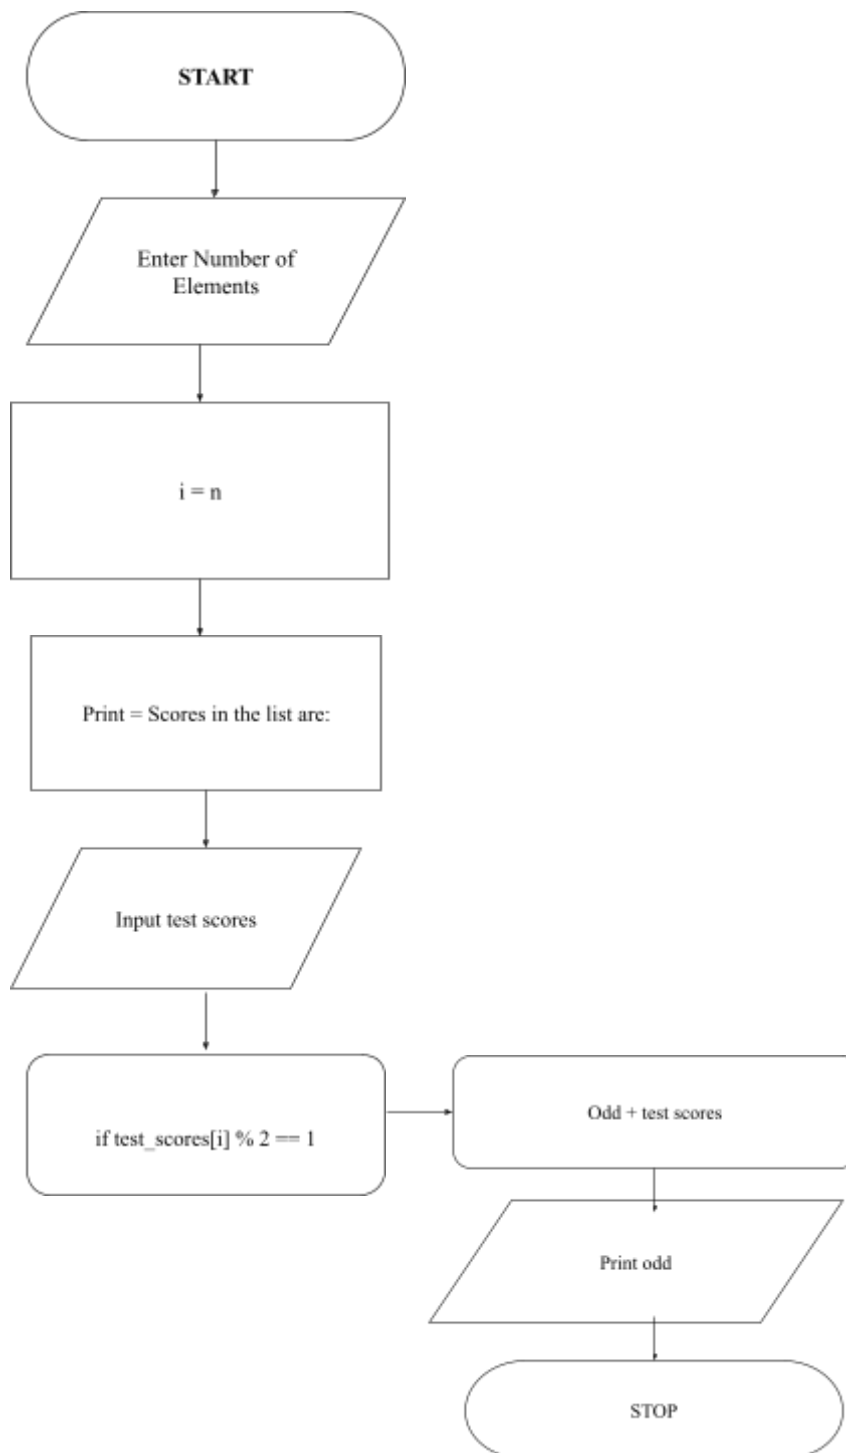 START
Enter Number of
Elements
i = n
Print = Scores in the list are:
Input test scores
if test_scores[i] % 2 == 1
Odd + test scores
Print odd
STOP